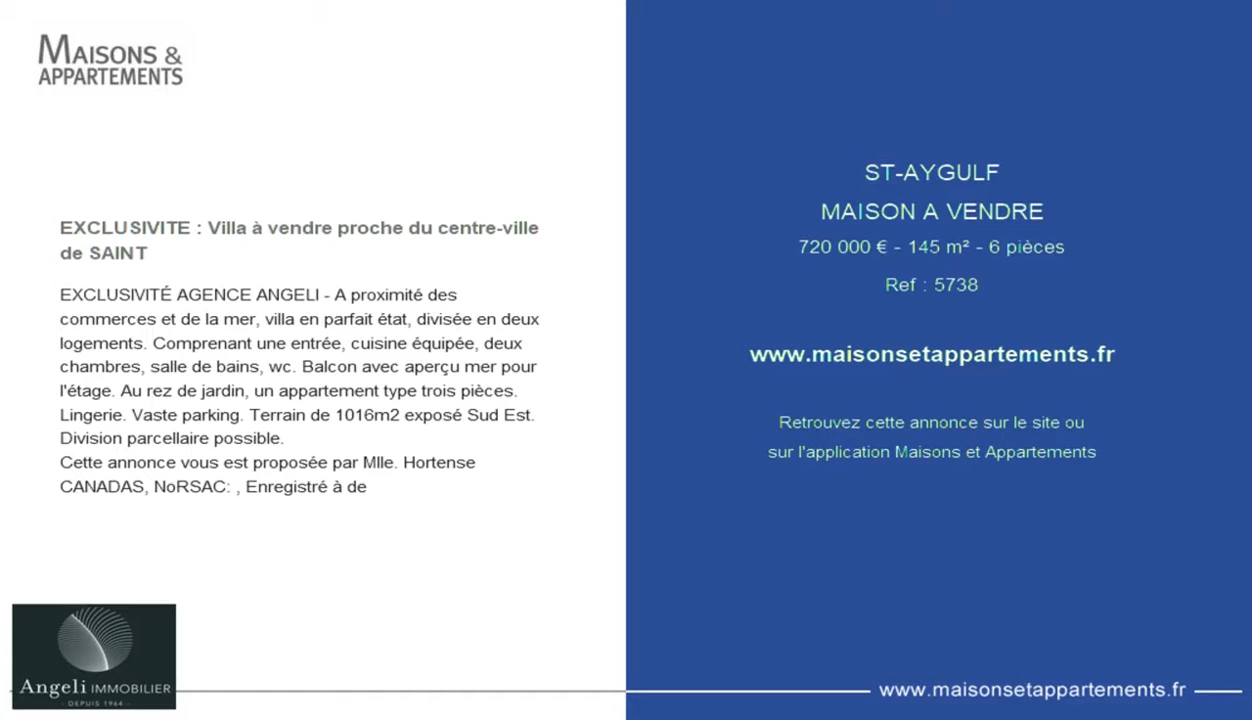 MAISONS &
APPARTEMENTS
EXCLUSIVITE : Villa à vendre proche du centre-ville
de SAINT
EXCLUSIVITÉ AGENCE ANGELI - A proximité des
commerces et de la mer, villa en parfait état, divisée en deux
logements. Comprenant une entrée, cuisine équipée, deux
chambres, salle de bains, wc. Balcon avec aperçu mer pour
l'étage. Au rez de jardin, un appartement type trois pièces.
Lingerie. Vaste parking. Terrain de 1016m2 exposé Sud Est.
Division parcellaire possible.
Cette annonce vous est proposée par Mlle. Hortense
CANADAS, NoRSAC: , Enregistré à de
Angeli IMMOBILIER
- DEPUIS 1964 -
ST-AYGULF
MAISON A VENDRE
720 000 € - 145 m² - 6 pièces
Ref : 5738
www.maisonsetappartements.fr
Retrouvez cette annonce sur le site ou
sur l'application Maisons et Appartements
www.maisonsetappartements.fr